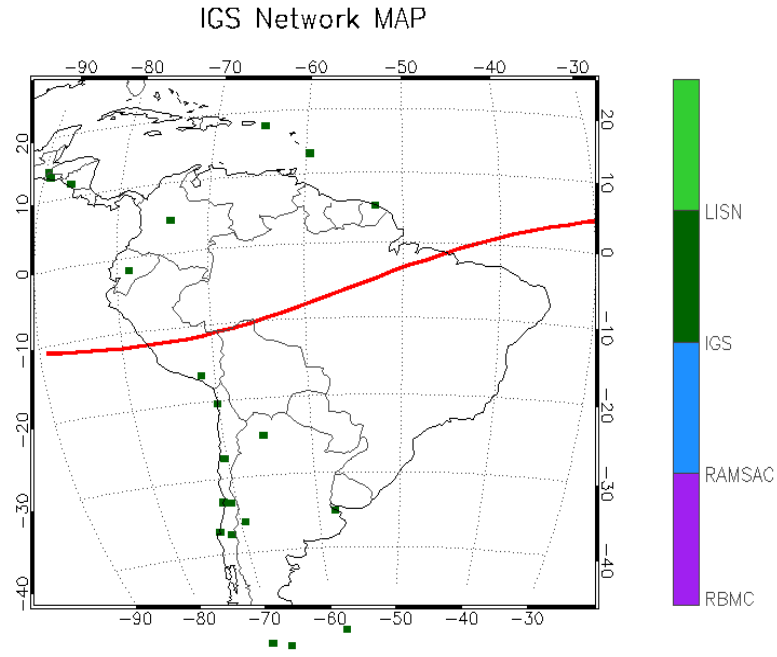 IGS Network MAP
-90 -80 -70 -60 -50 -40 -30
20 20
10 10
0 0
-10 -10
-20 -20
-30 -30
-40 -40
-90 -80 -70 -60 -50 -40 -30
LISN
IGS
RAMSAC
RBMC